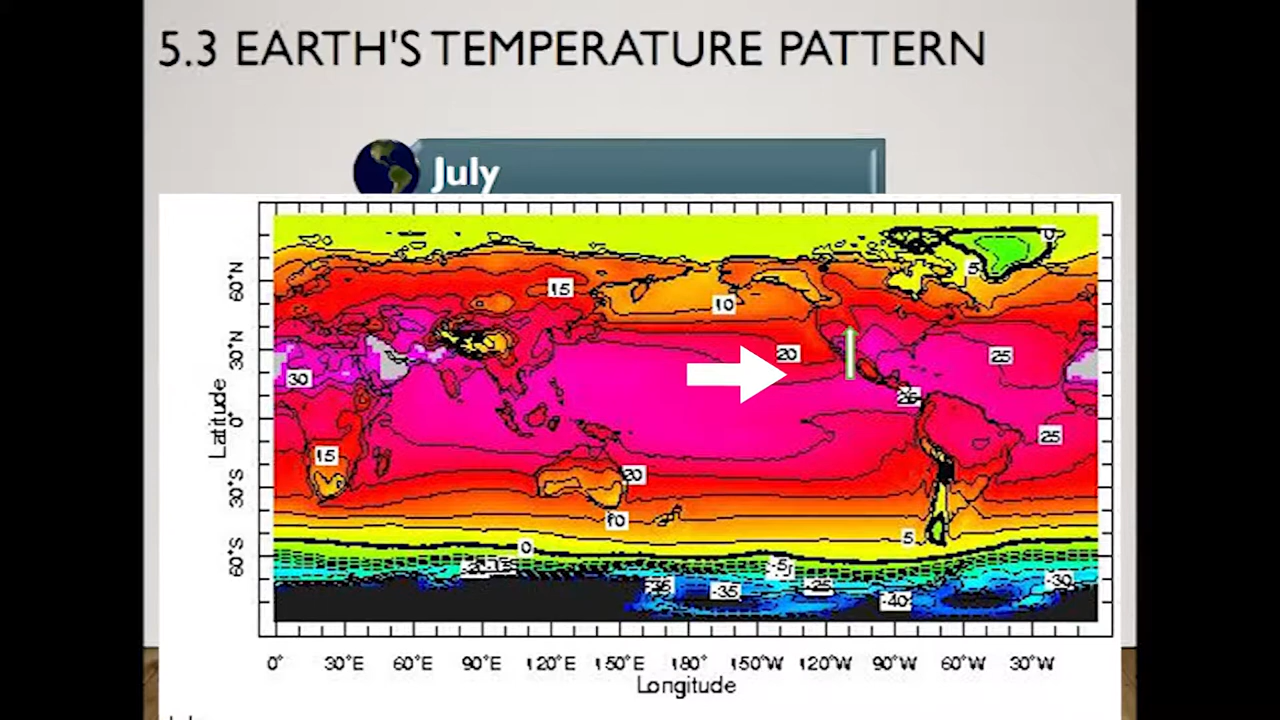 5.3 EARTH'S TEMPERATURE PATTERN
July
0
5
15
10
20
25
30
25
25
15
20
10
5
0
-5
-35
-25
-30
-40
60°N
30°N
0°
30°S
60°S
Latitude
0° 30°E 60°E 90°E 120°E 150°E 180° 150°W 120°W 90°W 60°W 30°W
Longitude